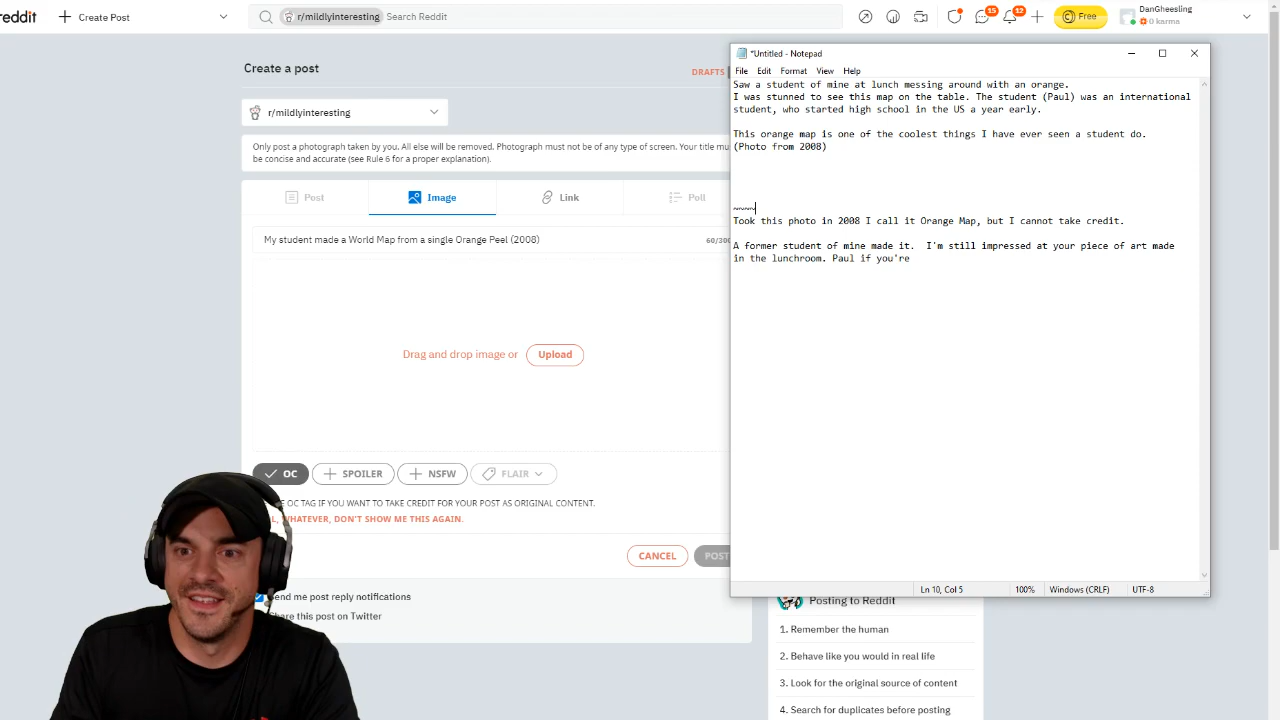 reddit
Create Post
r/mildlyinteresting
Search Reddit
15
12
Free
DanGheesling
0 karma
Create a post
DRAFTS
r/mildlyinteresting
Only post a photograph taken by you. All else will be removed. Photograph must not be of any type of screen. Your title must
be concise and accurate (see Rule 6 for a proper explanation).
Post
Image
Link
Poll
My student made a World Map from a single Orange Peel (2008)
60/300
Drag and drop image or
Upload
OC
SPOILER
NSFW
FLAIR
OC TAG IF YOU WANT TO TAKE CREDIT FOR YOUR POST AS ORIGINAL CONTENT.
WHATEVER, DON'T SHOW ME THIS AGAIN.
CANCEL
POST
Send me post reply notifications
Share this post on Twitter
*Untitled - Notepad
File
Edit
Format
View
Help
Saw a student of mine at lunch messing around with an orange.
I was stunned to see this map on the table. The student (Paul) was an international
student, who started high school in the US a year early.
This orange map is one of the coolest things I have ever seen a student do.
(Photo from 2008)
~~~~
Took this photo in 2008 I call it Orange Map, but I cannot take credit.
A former student of mine made it.  I'm still impressed at your piece of art made
in the lunchroom. Paul if you're
Ln 10, Col 5
100%
Windows (CRLF)
UTF-8
Posting to Reddit
1. Remember the human
2. Behave like you would in real life
3. Look for the original source of content
4. Search for duplicates before posting